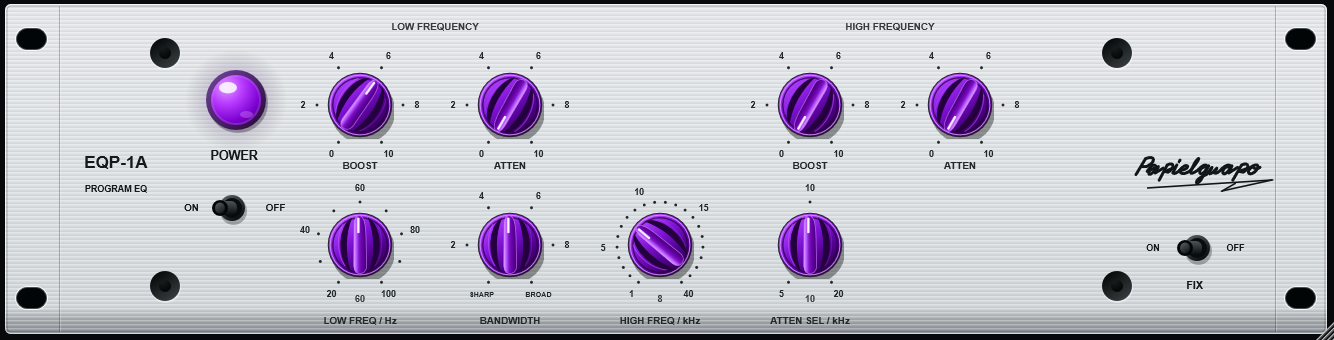 LOW FREQUENCY
HIGH FREQUENCY
4 6
4 6
4 6
4 6
2 8
2 8
2 8
2 8
0 10
0 10
0 10
0 10
POWER
BOOST
ATTEN
BOOST
ATTEN
EQP-1A
PROGRAM EQ
Papielguapo
ON OFF
60
40 80
20 60 100
LOW FREQ / Hz
4 6
2 8
SHARP BROAD
BANDWIDTH
10
15
5
1 8 40
HIGH FREQ / kHz
10
5 10 20
ATTEN SEL / kHz
ON OFF
FIX